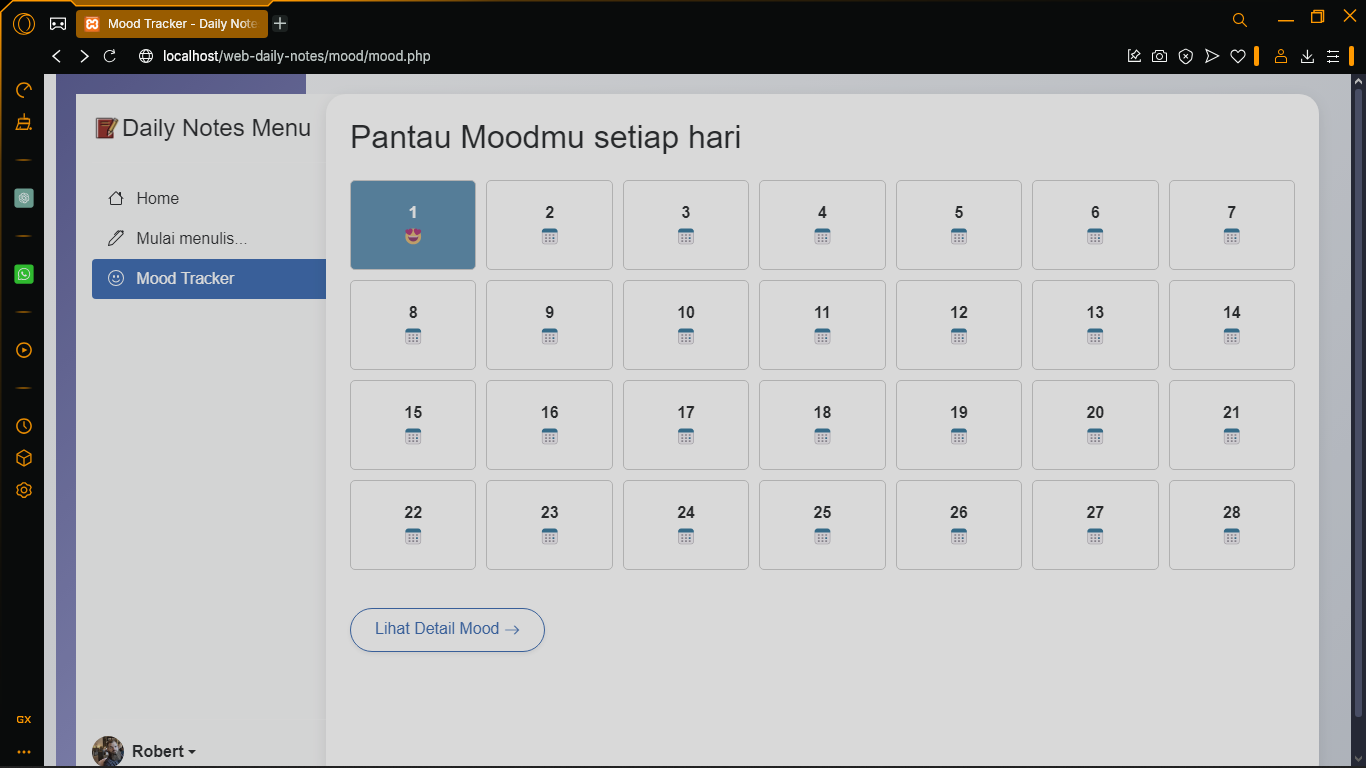 Mood Tracker - Daily Note
localhost/web-daily-notes/mood/mood.php
Daily Notes Menu
Home
Mulai menulis...
Mood Tracker
Pantau Moodmu setiap hari
1 2 3 4 5 6 7
8 9 10 11 12 13 14
15 16 17 18 19 20 21
22 23 24 25 26 27 28
Lihat Detail Mood →
GX
Robert